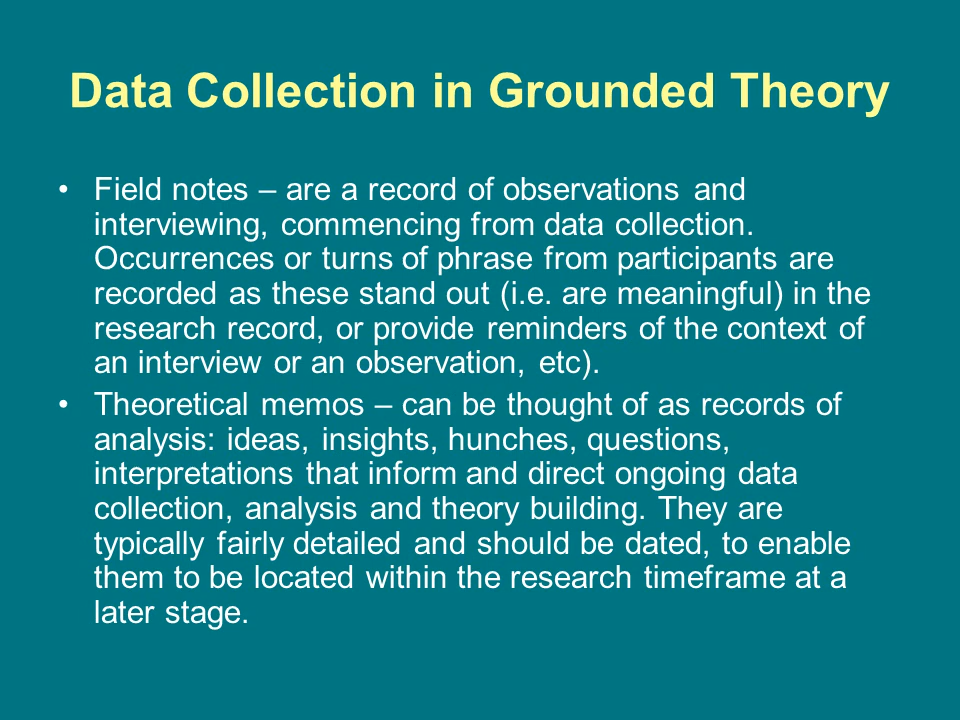 Data Collection in Grounded Theory
• Field notes – are a record of observations and
interviewing, commencing from data collection.
Occurrences or turns of phrase from participants are
recorded as these stand out (i.e. are meaningful) in the
research record, or provide reminders of the context of
an interview or an observation, etc).
• Theoretical memos – can be thought of as records of
analysis: ideas, insights, hunches, questions,
interpretations that inform and direct ongoing data
collection, analysis and theory building. They are
typically fairly detailed and should be dated, to enable
them to be located within the research timeframe at a
later stage.